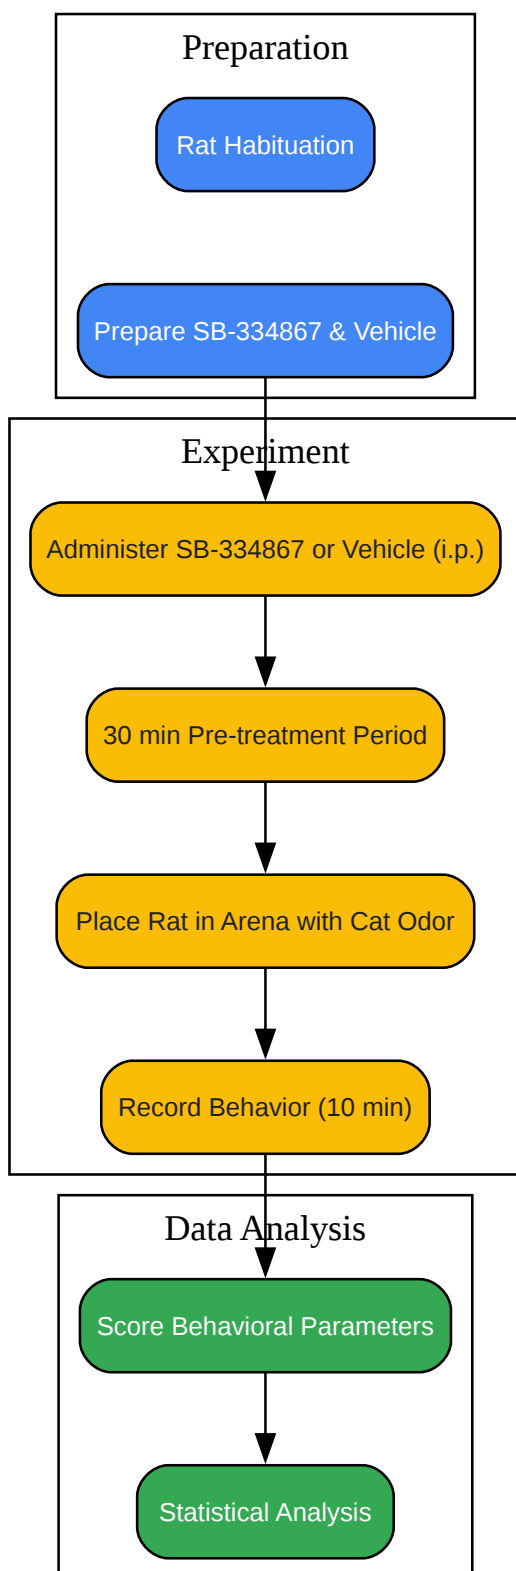 Preparation
Rat Habituation
Prepare SB-334867 & Vehicle
Experiment
Administer SB-334867 or Vehicle (i.p.)
30 min Pre-treatment Period
Place Rat in Arena with Cat Odor
Record Behavior (10 min)
Data Analysis
Score Behavioral Parameters
Statistical Analysis